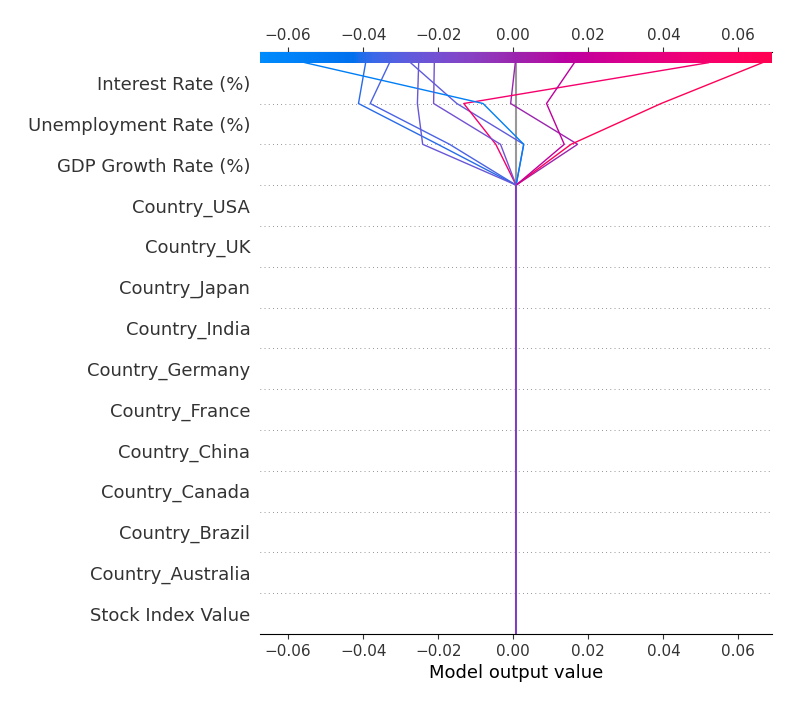 −0.06 −0.04 −0.02 0.00 0.02 0.04 0.06
Interest Rate (%)
Unemployment Rate (%)
GDP Growth Rate (%)
Country_USA
Country_UK
Country_Japan
Country_India
Country_Germany
Country_France
Country_China
Country_Canada
Country_Brazil
Country_Australia
Stock Index Value
−0.06 −0.04 −0.02 0.00 0.02 0.04 0.06
Model output value